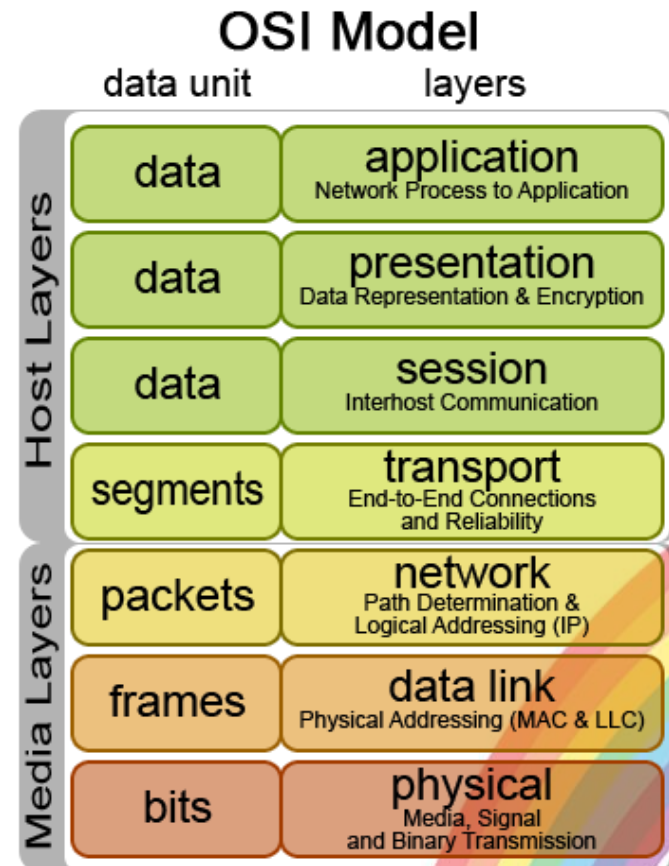 OSI Model
data unit layers
Host Layers
data application
Network Process to Application
data presentation
Data Representation & Encryption
data session
Interhost Communication
segments transport
End-to-End Connections
and Reliability
Media Layers
packets network
Path Determination &
Logical Addressing (IP)
frames data link
Physical Addressing (MAC & LLC)
bits physical
Media, Signal
and Binary Transmission